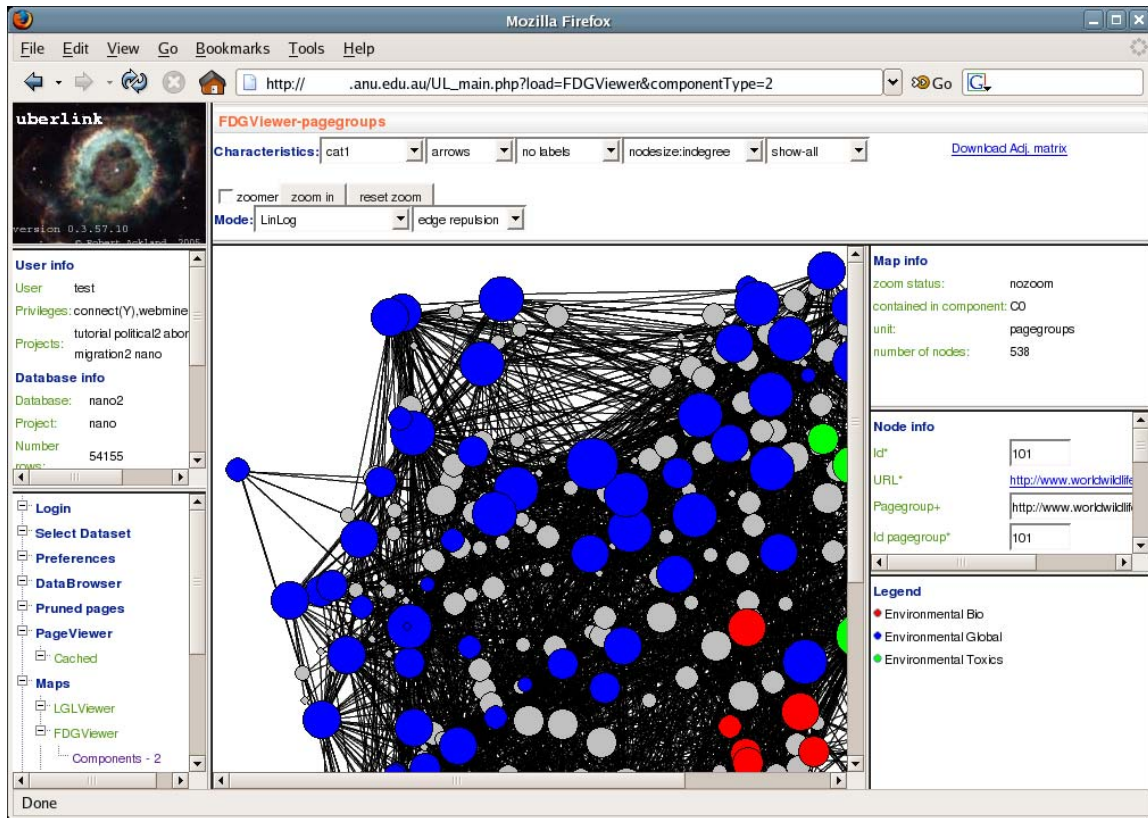 Mozilla Firefox
File Edit View Go Bookmarks Tools Help
http:// .anu.edu.au/UL_main.php?load=FDGViewer&componentType=2
Go
G
uberlink
version 0.3.57.10
© Robert Ackland 2005
FDGViewer-pagegroups
Characteristics: cat1 arrows no labels nodesize:indegree show-all Download Adj. matrix
zoomer zoom in reset zoom
Mode: LinLog edge repulsion
User info
User test
Privileges: connect(Y),webmine
Projects: tutorial political2 abor
migration2 nano
Database info
Database: nano2
Project: nano
Number
rows: 54155
Login
Select Dataset
Preferences
DataBrowser
Pruned pages
PageViewer
Cached
Maps
LGLViewer
FDGViewer
Components - 2
Map info
zoom status: nozoom
contained in component: C0
unit: pagegroups
number of nodes: 538
Node info
Id* 101
URL* http://www.worldwildlife
Pagegroup+ http://www.worldwildlif
Id pagegroup* 101
Legend
Environmental Bio
Environmental Global
Environmental Toxics
Done